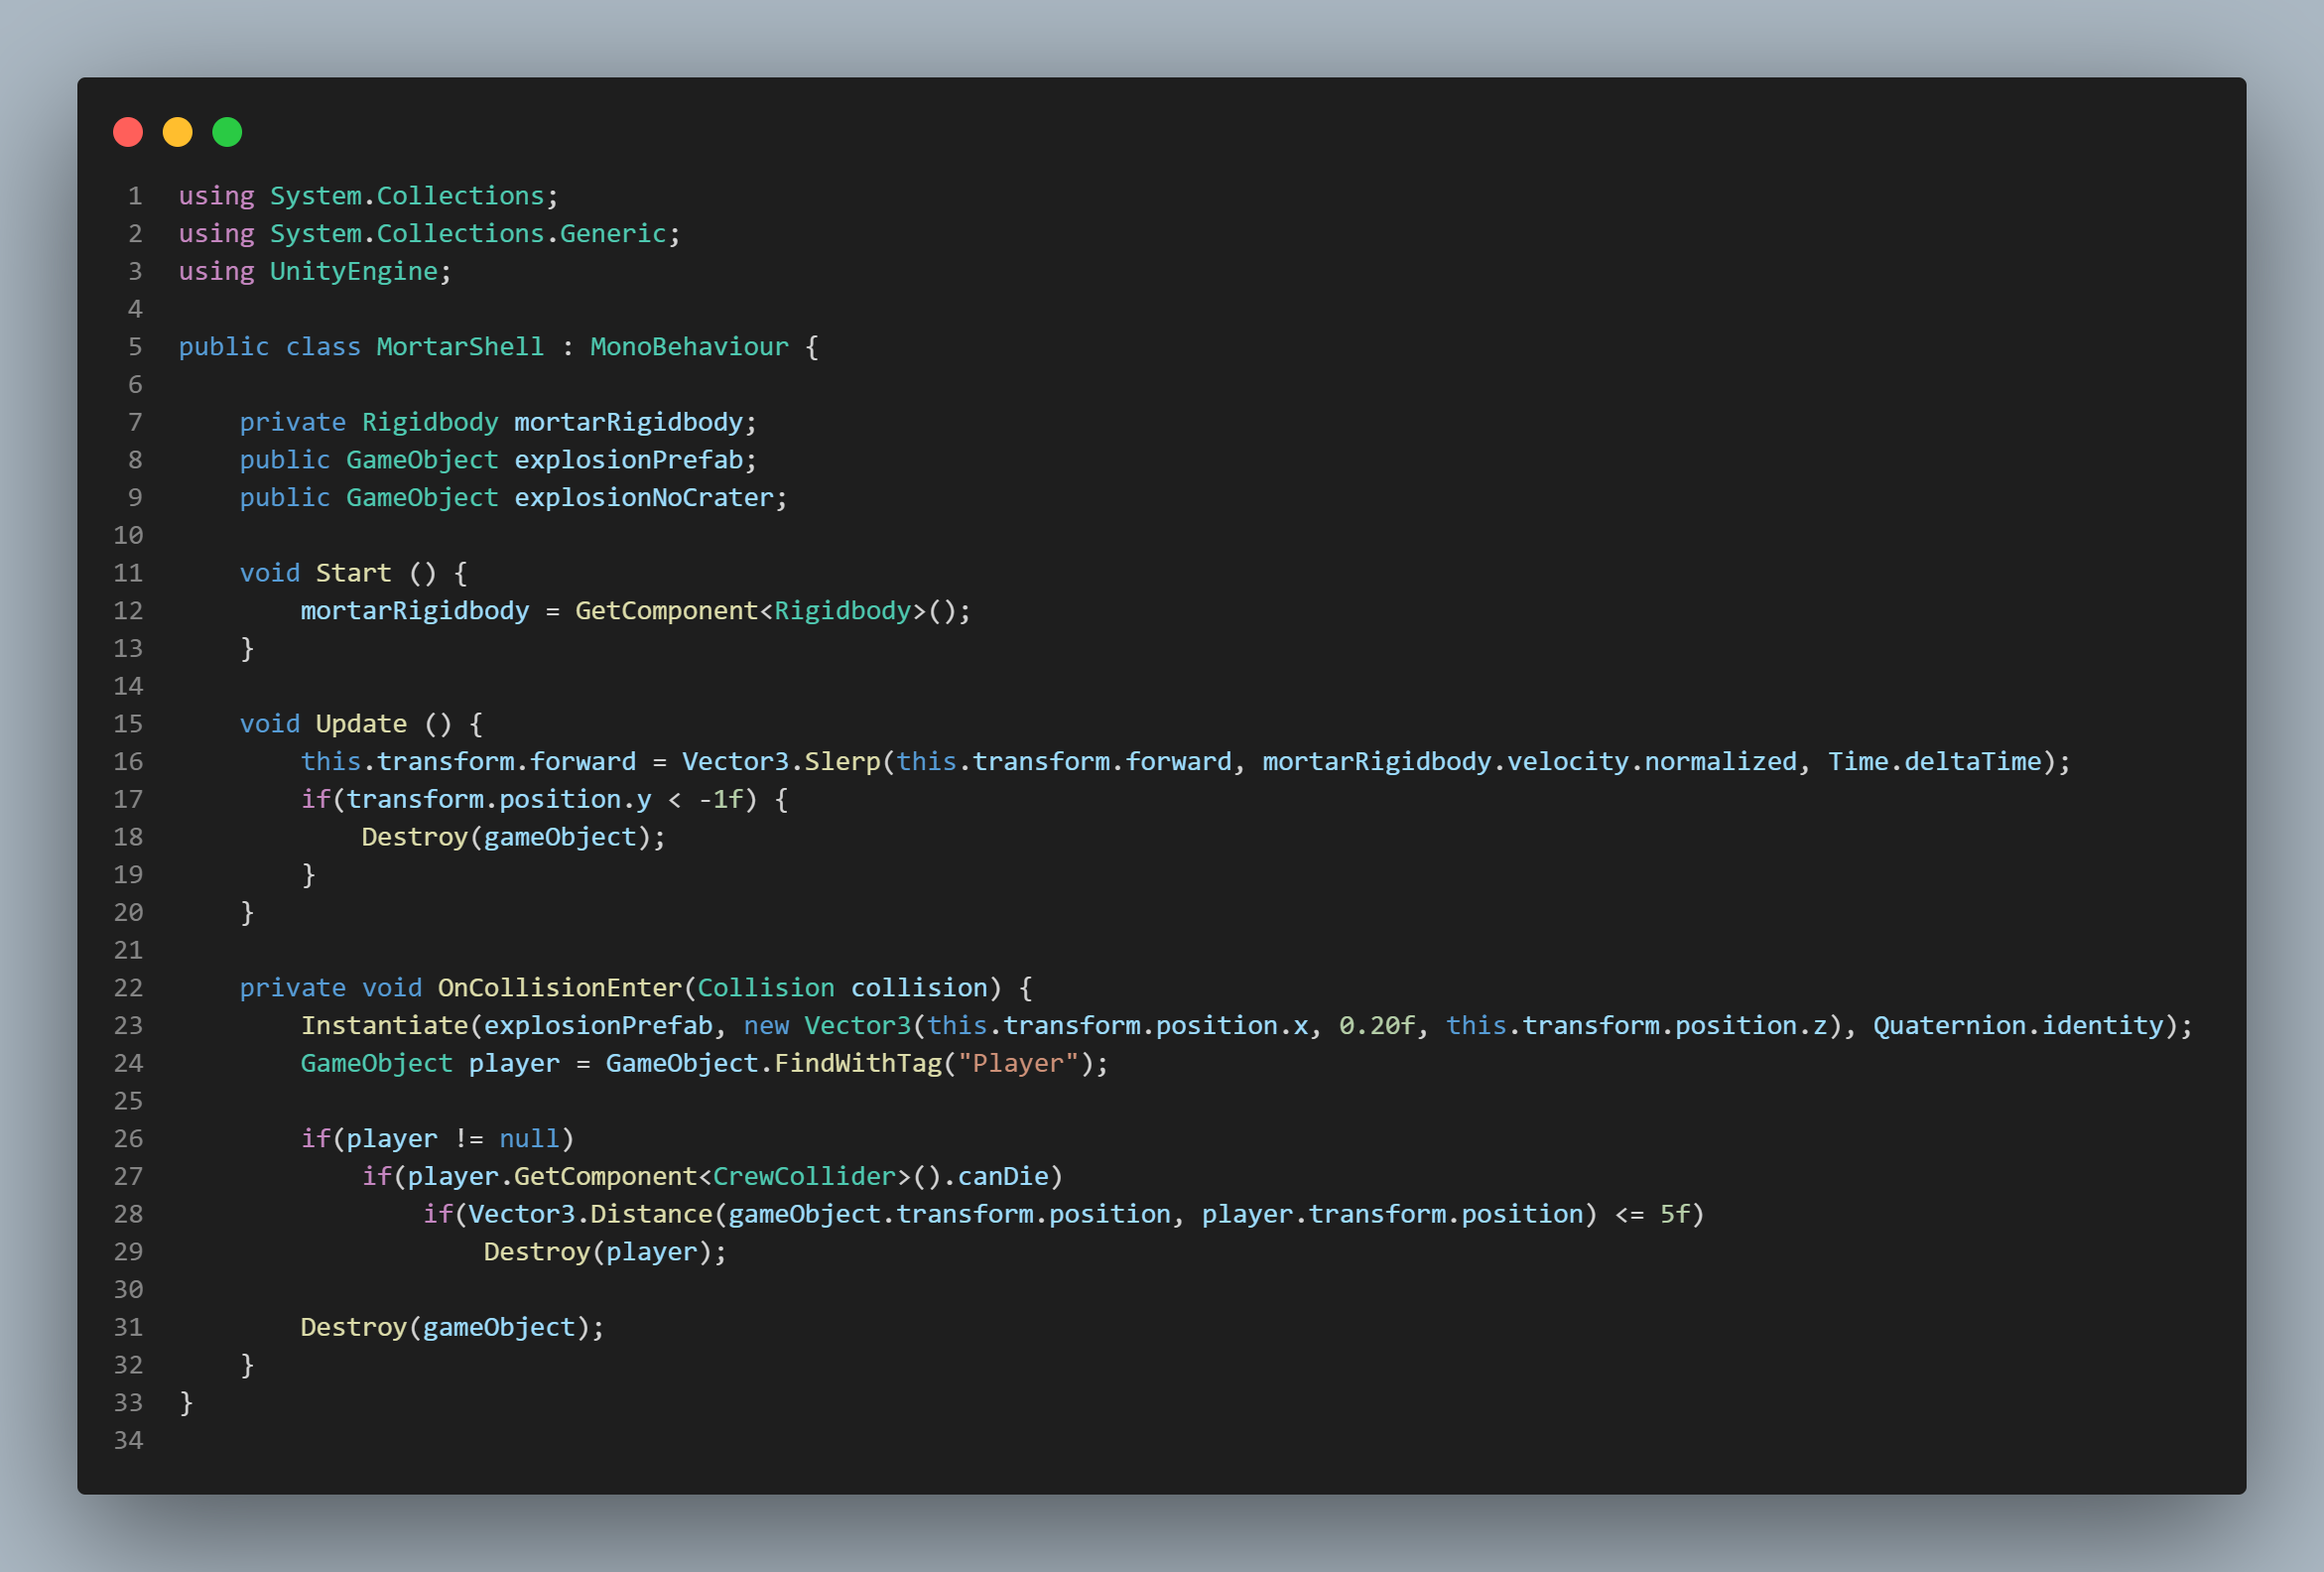 1 using System.Collections;
2 using System.Collections.Generic;
3 using UnityEngine;
4
5 public class MortarShell : MonoBehaviour {
6
7     private Rigidbody mortarRigidbody;
8     public GameObject explosionPrefab;
9     public GameObject explosionNoCrater;
10
11     void Start () {
12         mortarRigidbody = GetComponent<Rigidbody>();
13     }
14
15     void Update () {
16         this.transform.forward = Vector3.Slerp(this.transform.forward, mortarRigidbody.velocity.normalized, Time.deltaTime);
17         if(transform.position.y < -1f) {
18             Destroy(gameObject);
19         }
20     }
21
22     private void OnCollisionEnter(Collision collision) {
23         Instantiate(explosionPrefab, new Vector3(this.transform.position.x, 0.20f, this.transform.position.z), Quaternion.identity);
24         GameObject player = GameObject.FindWithTag("Player");
25
26         if(player != null)
27             if(player.GetComponent<CrewCollider>().canDie)
28                 if(Vector3.Distance(gameObject.transform.position, player.transform.position) <= 5f)
29                     Destroy(player);
30
31         Destroy(gameObject);
32     }
33 }
34